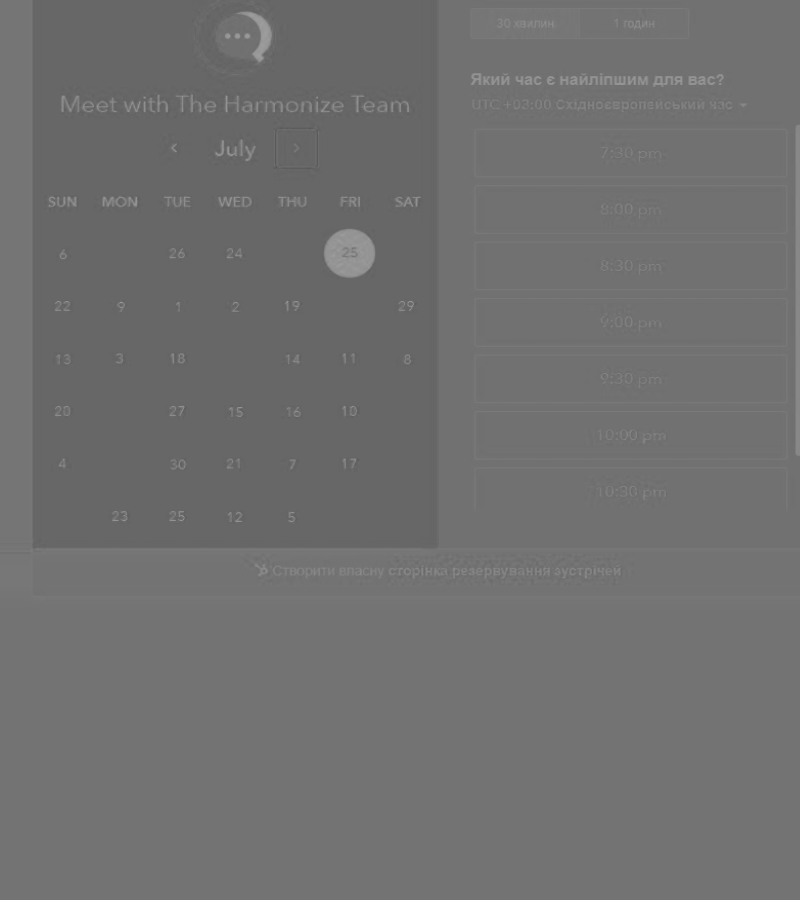 30 хвилин 1 годин
Який час є найліпшим для вас?
Meet with The Harmonize Team
UTC +03:00 Східноєвропейський час
July
7:30 pm
SUN MON TUE WED THU FRI SAT
8:00 pm
6 26 24 25
8:30 pm
22 9 1 2 19 29
9:00 pm
13 3 18 14 11 8
9:30 pm
20 27 15 16 10
10:00 pm
4 30 21 7 17
10:30 pm
23 25 12 5
Створити власну сторінка резервування зустрічей